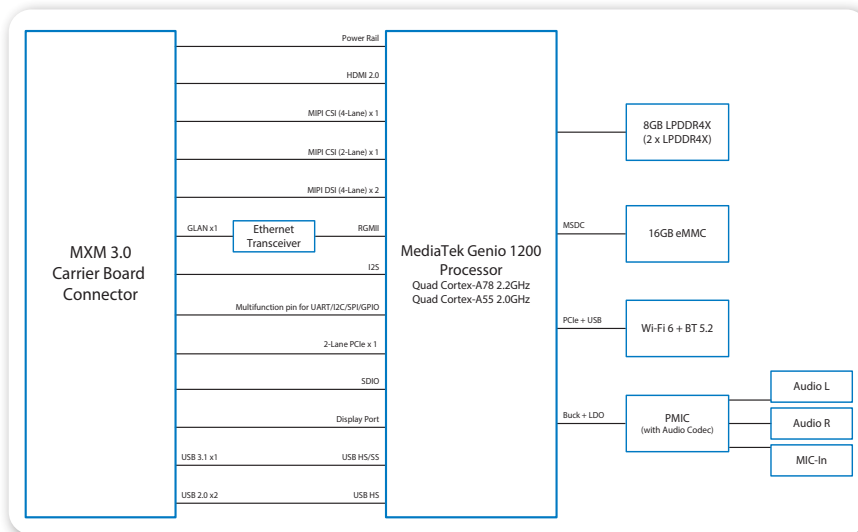 MXM 3.0
Carrier Board
Connector
Power Rail
HDMI 2.0
MIPI CSI (4-Lane) x 1
MIPI CSI (2-Lane) x 1
MIPI DSI (4-Lane) x 2
GLAN x1
Ethernet
Transceiver
RGMII
I2S
Multifunction pin for UART/I2C/SPI/GPIO
2-Lane PCIe x 1
SDIO
Display Port
USB 3.1 x1
USB HS/SS
USB 2.0 x2
USB HS
MediaTek Genio 1200
Processor
Quad Cortex-A78 2.2GHz
Quad Cortex-A55 2.0GHz
8GB LPDDR4X
(2 x LPDDR4X)
MSDC
16GB eMMC
PCIe + USB
Wi-Fi 6 + BT 5.2
Buck + LDO
PMIC
(with Audio Codec)
Audio L
Audio R
MIC-In